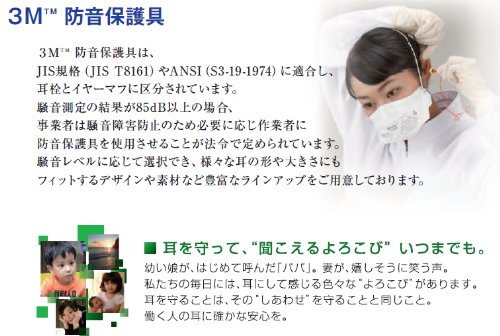 3M™ 防音保護具
3M™ 防音保護具は、
JIS規格（JIS T8161）やANSI（S3-19-1974）に適合し、
耳栓とイヤーマフに区分されています。
騒音測定の結果が85dB以上の場合、
事業者は騒音障害防止のため必要に応じ作業者に
防音保護具を使用させることが法令で定められています。
騒音レベルに応じて選択でき、様々な耳の形や大きさにも
フィットするデザインや素材など豊富なラインアップをご用意しております。
■ 耳を守って、“聞こえるよろこび” いつまでも。
幼い娘が、はじめて呼んだ「パパ」。妻が、嬉しそうに笑う声。
私たちの毎日には、耳にして感じる色々な“よろこび”があります。
耳を守ることは、その“しあわせ”を守ることと同じこと。
働く人の耳に確かな安心を。